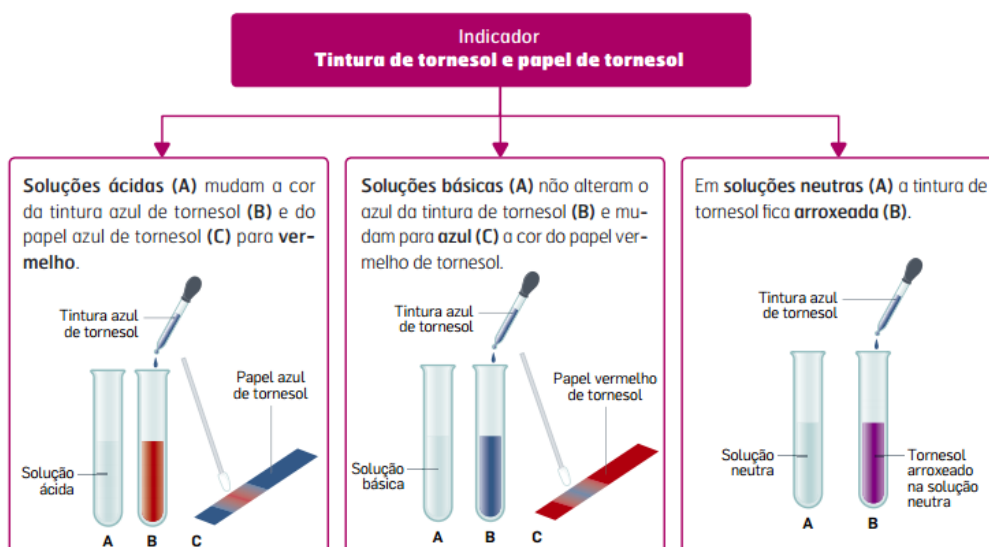 Indicador
Tintura de tornesol e papel de tornesol
Soluções ácidas (A) mudam a cor
da tintura azul de tornesol (B) e do
papel azul de tornesol (C) para ver-
melho.
Tintura azul
de tornesol
Papel azul
de tornesol
Solução
ácida
A B C
Soluções básicas (A) não alteram o
azul da tintura de tornesol (B) e mu-
dam para azul (C) a cor do papel ver-
melho de tornesol.
Tintura azul
de tornesol
Papel vermelho
de tornesol
Solução
básica
A B C
Em soluções neutras (A) a tintura de
tornesol fica arroxeada (B).
Tintura azul
de tornesol
Solução
neutra
Tornesol
arroxeado
na solução
neutra
A B